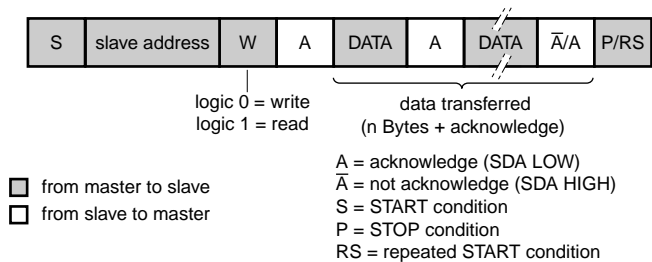 S slave address W A DATA A DATA A̅/A P/RS
logic 0 = write
logic 1 = read
data transferred
(n Bytes + acknowledge)
A = acknowledge (SDA LOW)
A̅ = not acknowledge (SDA HIGH)
S = START condition
P = STOP condition
RS = repeated START condition
from master to slave
from slave to master